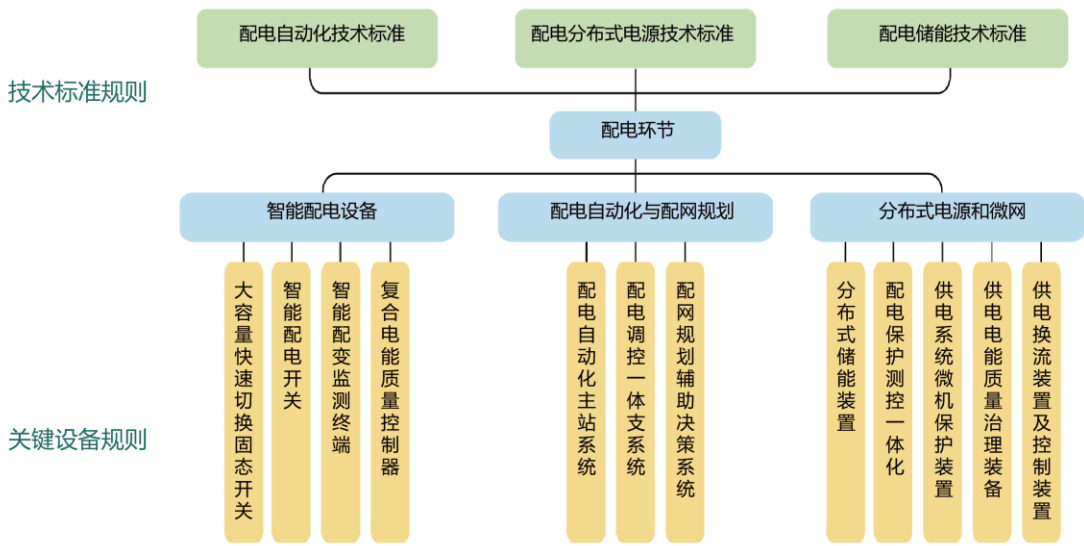 配电自动化技术标准
配电分布式电源技术标准
配电储能技术标准
技术标准规则
配电环节
智能配电设备
配电自动化与配网规划
分布式电源和微网
大容量快速切换固态开关
智能配电开关
智能配变监测终端
复合电能质量控制器
配电自动化主站系统
配电调控一体支系统
配网规划辅助决策系统
分布式储能装置
配电保护测控一体化
供电系统微机保护装置
供电电能质量治理装备
供电换流装置及控制装置
关键设备规则